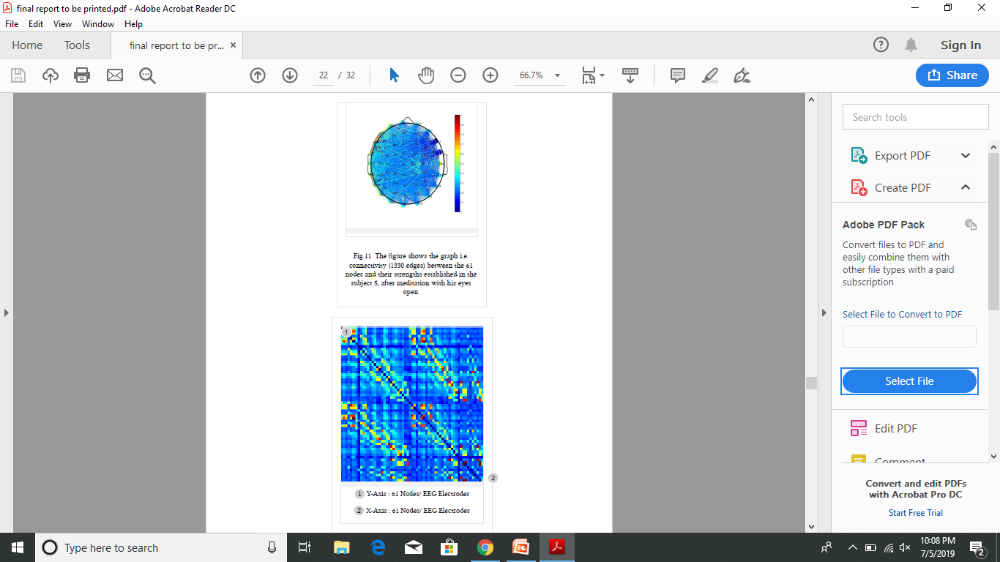 final report to be printed.pdf - Adobe Acrobat Reader DC
File Edit View Window Help
Home Tools final report to be pr... ×
Sign In
22 / 32
66.7%
Share
Search tools
Export PDF
Create PDF
Adobe PDF Pack
Convert files to PDF and
easily combine them with
other file types with a paid
subscription
Select File to Convert to PDF
Select File
Edit PDF
Comment
Convert and edit PDFs
with Acrobat Pro DC
Start Free Trial
Fig 11 The figure shows the graph i.e.
connectivity (1830 edges) between the 61
nodes and their strengths established in the
subject 5, after meditation with his eyes
open
1
2
1 Y-Axis : 61 Nodes/ EEG Electrodes
2 X-Axis : 61 Nodes/ EEG Electrodes
Type here to search
10:08 PM
7/5/2019
2